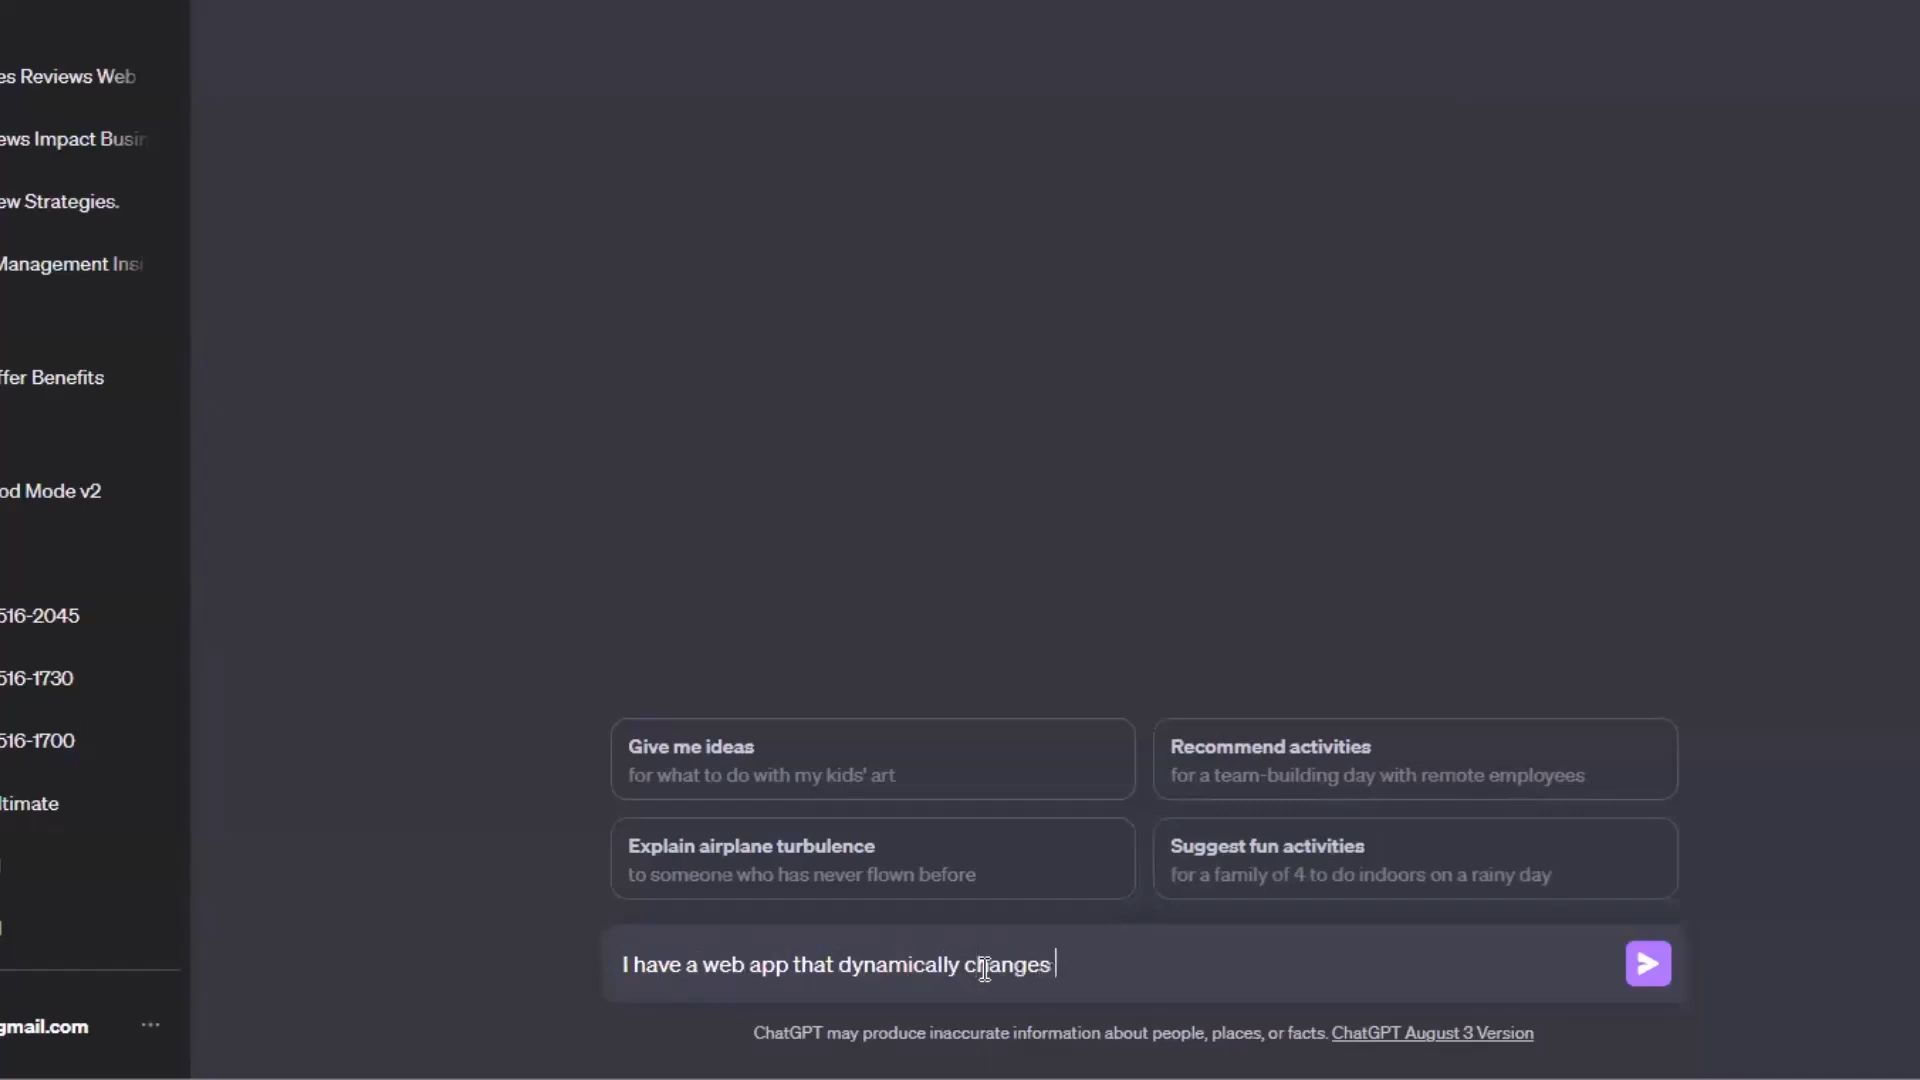 es Reviews Web
ews Impact Busin
ew Strategies.
Management Insi
ffer Benefits
od Mode v2
516-2045
516-1730
516-1700
ltimate
gmail.com
Give me ideas
for what to do with my kids' art
Recommend activities
for a team-building day with remote employees
Explain airplane turbulence
to someone who has never flown before
Suggest fun activities
for a family of 4 to do indoors on a rainy day
I have a web app that dynamically changes
ChatGPT may produce inaccurate information about people, places, or facts. ChatGPT August 3 Version